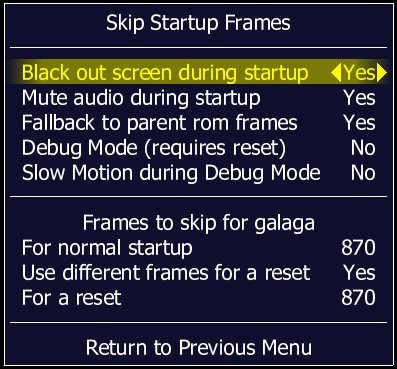 Skip Startup Frames
Black out screen during startup Yes
Mute audio during startup Yes
Fallback to parent rom frames Yes
Debug Mode (requires reset) No
Slow Motion during Debug Mode No
Frames to skip for galaga
For normal startup 870
Use different frames for a reset Yes
For a reset 870
Return to Previous Menu